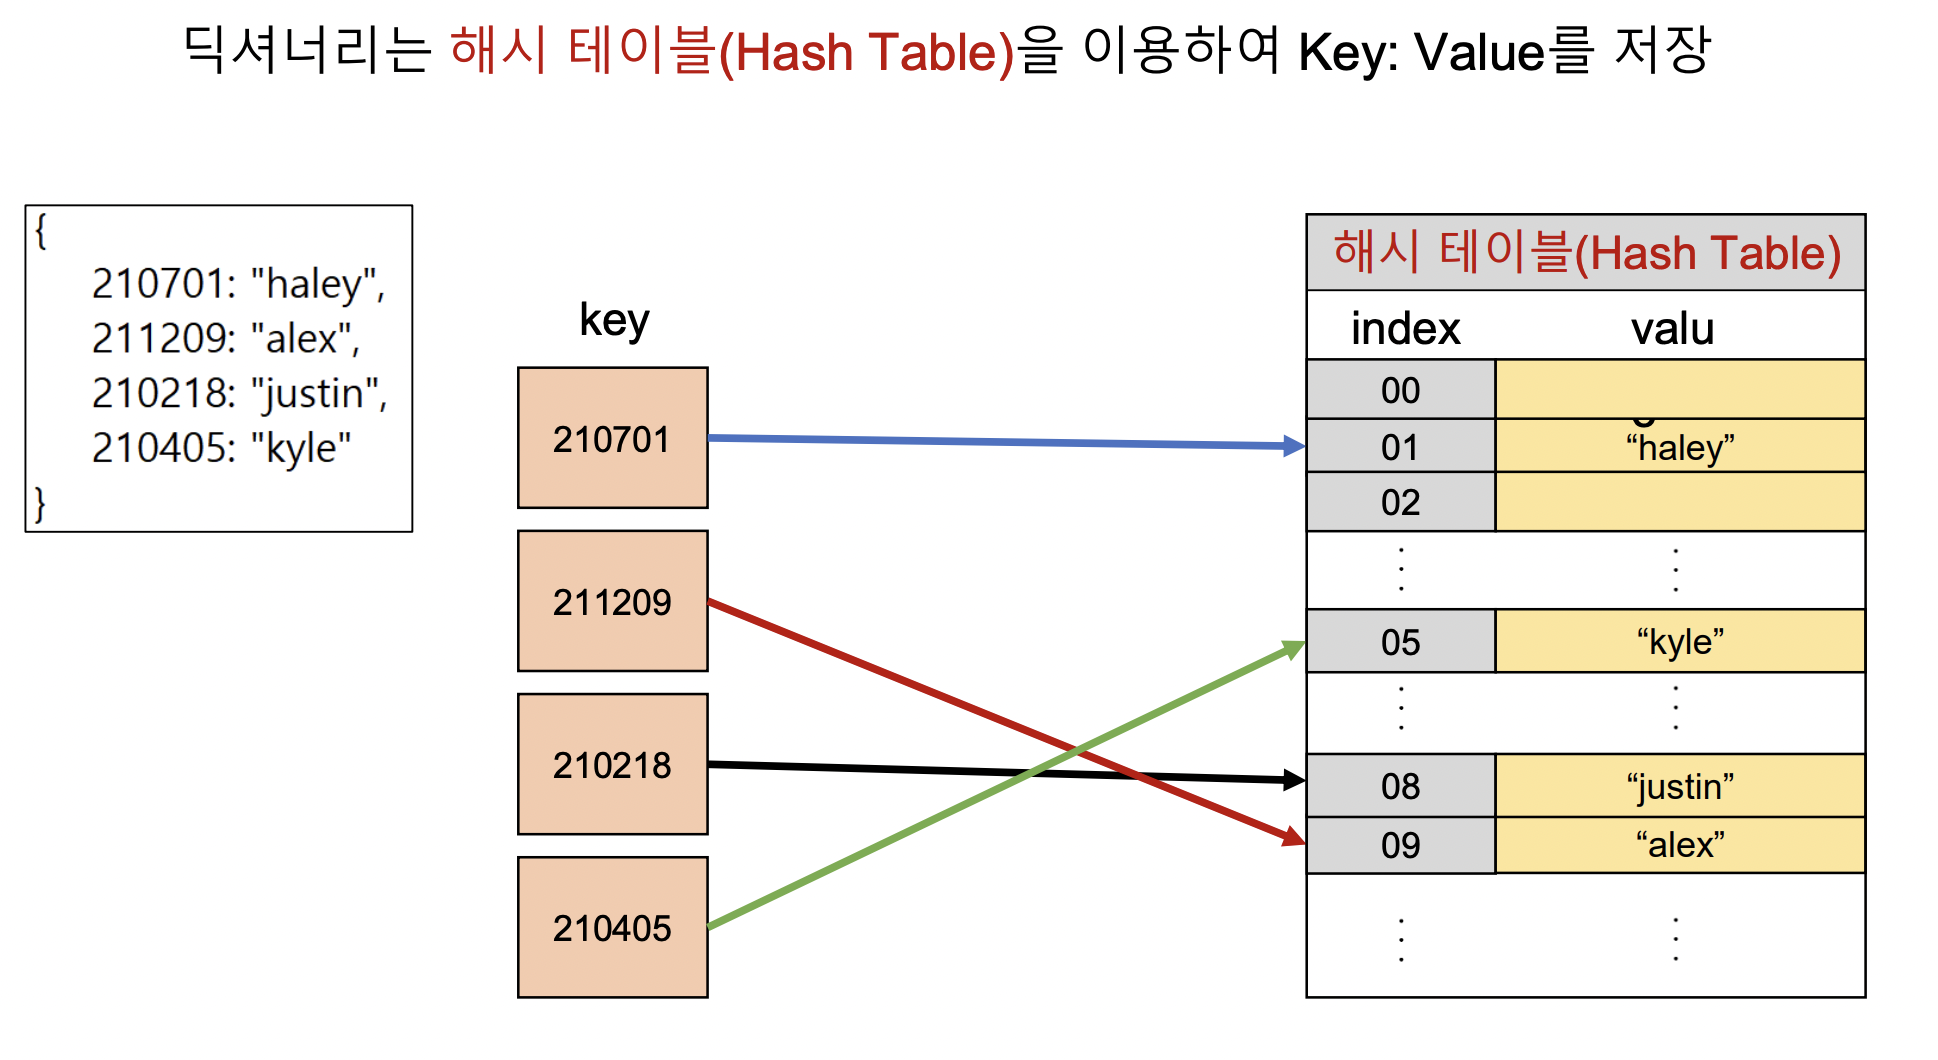 딕셔너리는 해시 테이블(Hash Table)을 이용하여 Key: Value를 저장
{
210701: "haley",
211209: "alex",
210218: "justin",
210405: "kyle"
}
key
210701
211209
210218
210405
해시 테이블(Hash Table)
index valu
00
01 “haley”
02
05 “kyle”
08 “justin”
09 “alex”